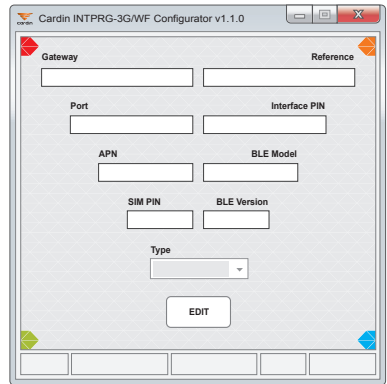 cardin Cardin INTPRG-3G/WF Configurator v1.1.0 X
Gateway Reference
Port Interface PIN
APN BLE Model
SIM PIN BLE Version
Type
EDIT